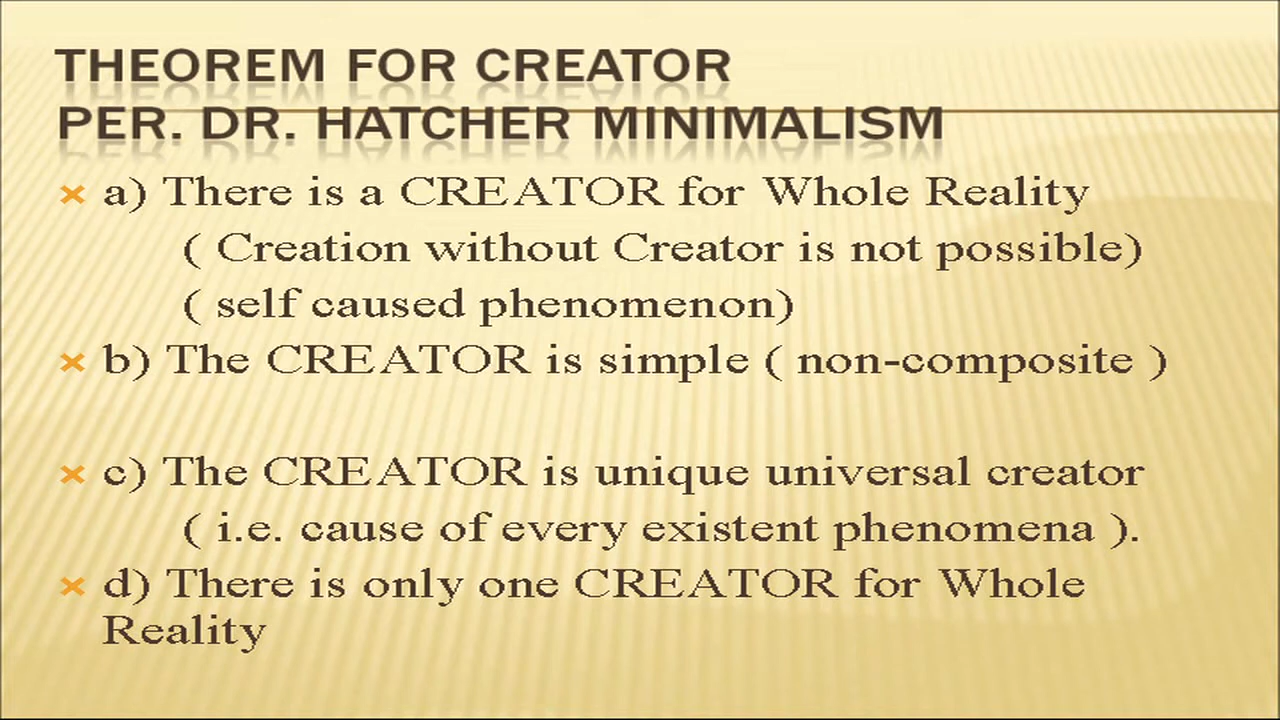 THEOREM FOR CREATOR
PER. DR. HATCHER MINIMALISM
a) There is a CREATOR for Whole Reality
( Creation without Creator is not possible)
( self caused phenomenon)
b) The CREATOR is simple ( non-composite )
c) The CREATOR is unique universal creator
( i.e. cause of every existent phenomena ).
d) There is only one CREATOR for Whole
Reality